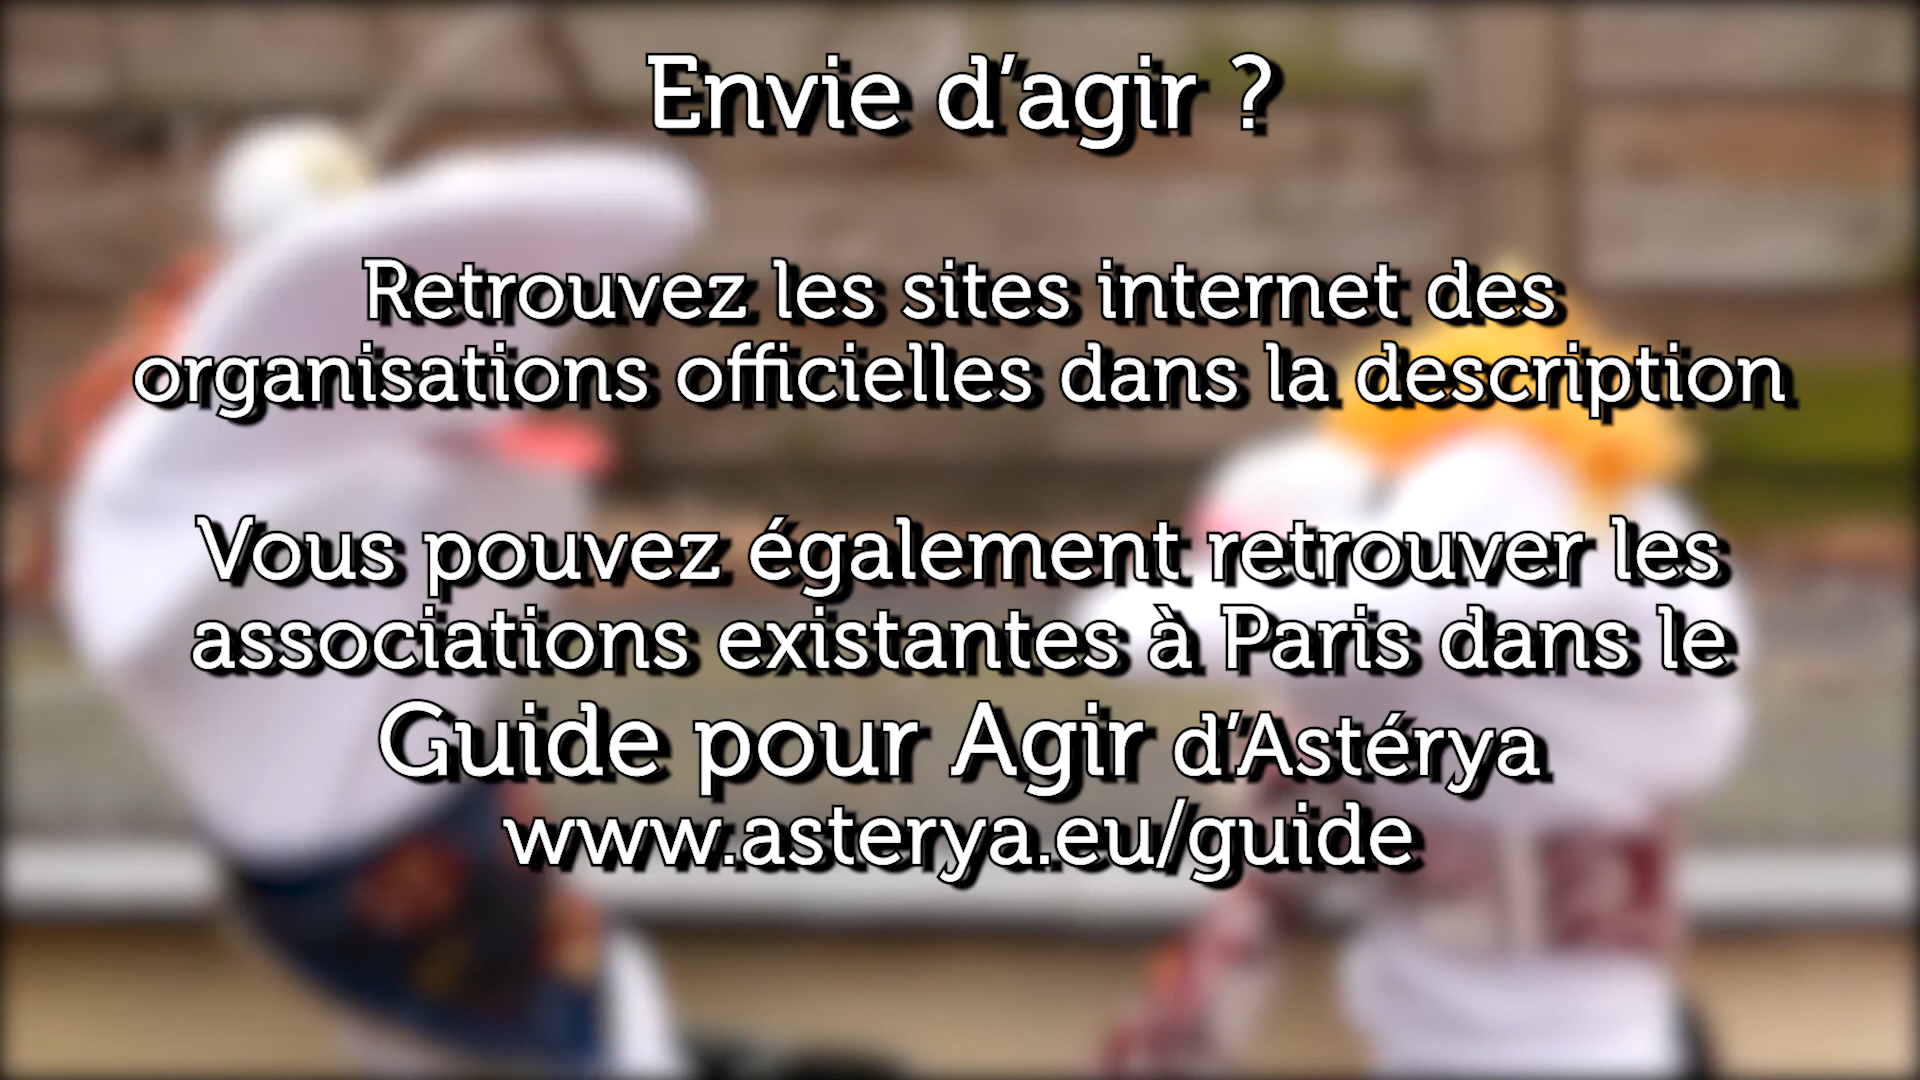 Envie d’agir ?
Retrouvez les sites internet des
organisations officielles dans la description
Vous pouvez également retrouver les
associations existantes à Paris dans le
Guide pour Agir d’Astérya
www.asterya.eu/guide